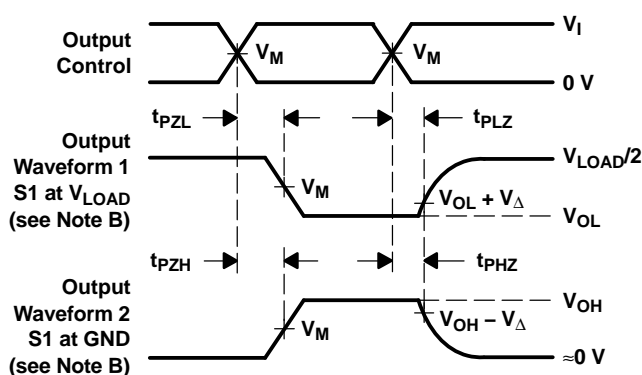 Output
Control
V_I
V_M
V_M
0 V
t_PZL
t_PLZ
Output
Waveform 1
S1 at V_LOAD
(see Note B)
V_LOAD/2
V_M
V_OL + V_Δ
V_OL
t_PZH
t_PHZ
Output
Waveform 2
S1 at GND
(see Note B)
V_OH
V_M
V_OH – V_Δ
≈0 V